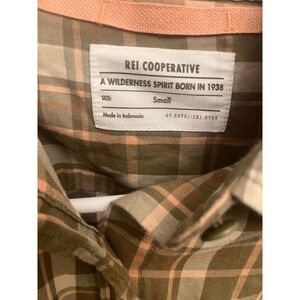 REI COOPERATIVE
A WILDERNESS SPIRIT BORN IN 1938
SIZE: Small
Made in Indonesia